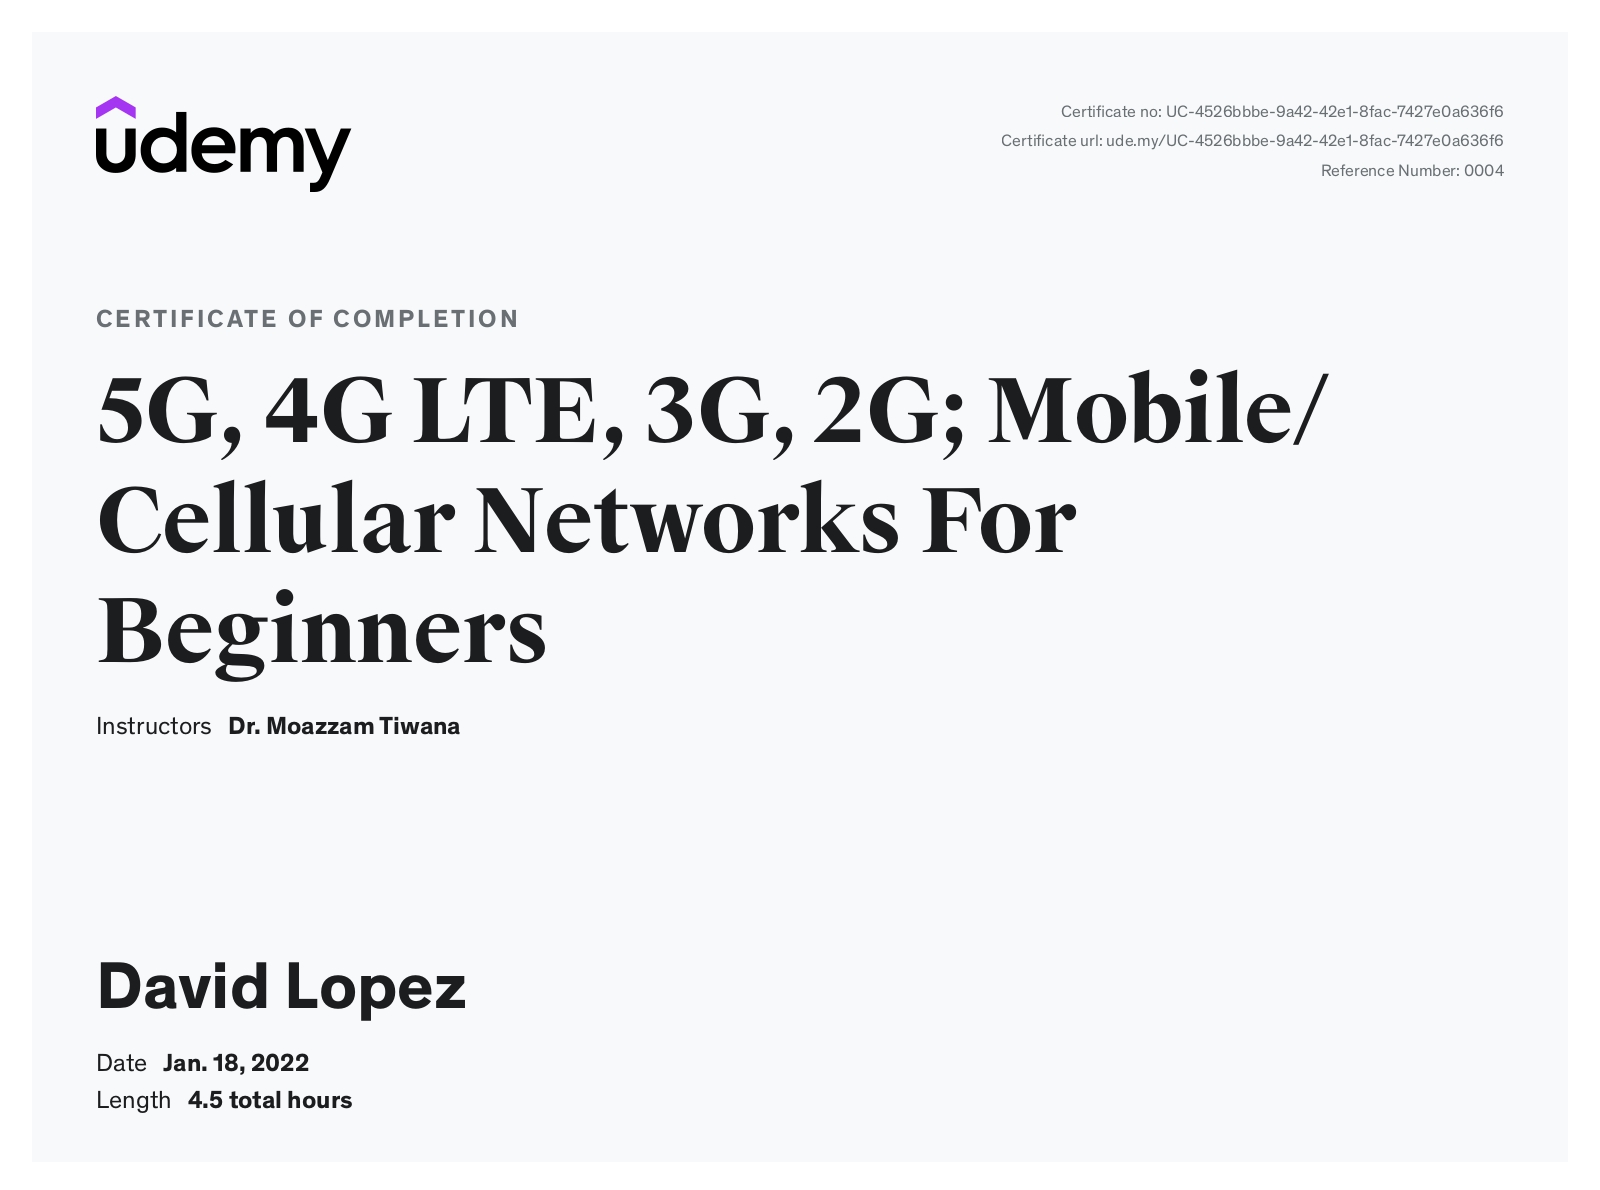 udemy
Certificate no: UC-4526bbbe-9a42-42e1-8fac-7427e0a636f6
Certificate url: ude.my/UC-4526bbbe-9a42-42e1-8fac-7427e0a636f6
Reference Number: 0004
CERTIFICATE OF COMPLETION
5G, 4G LTE, 3G, 2G; Mobile/
Cellular Networks For
Beginners
Instructors Dr. Moazzam Tiwana
David Lopez
Date Jan. 18, 2022
Length 4.5 total hours